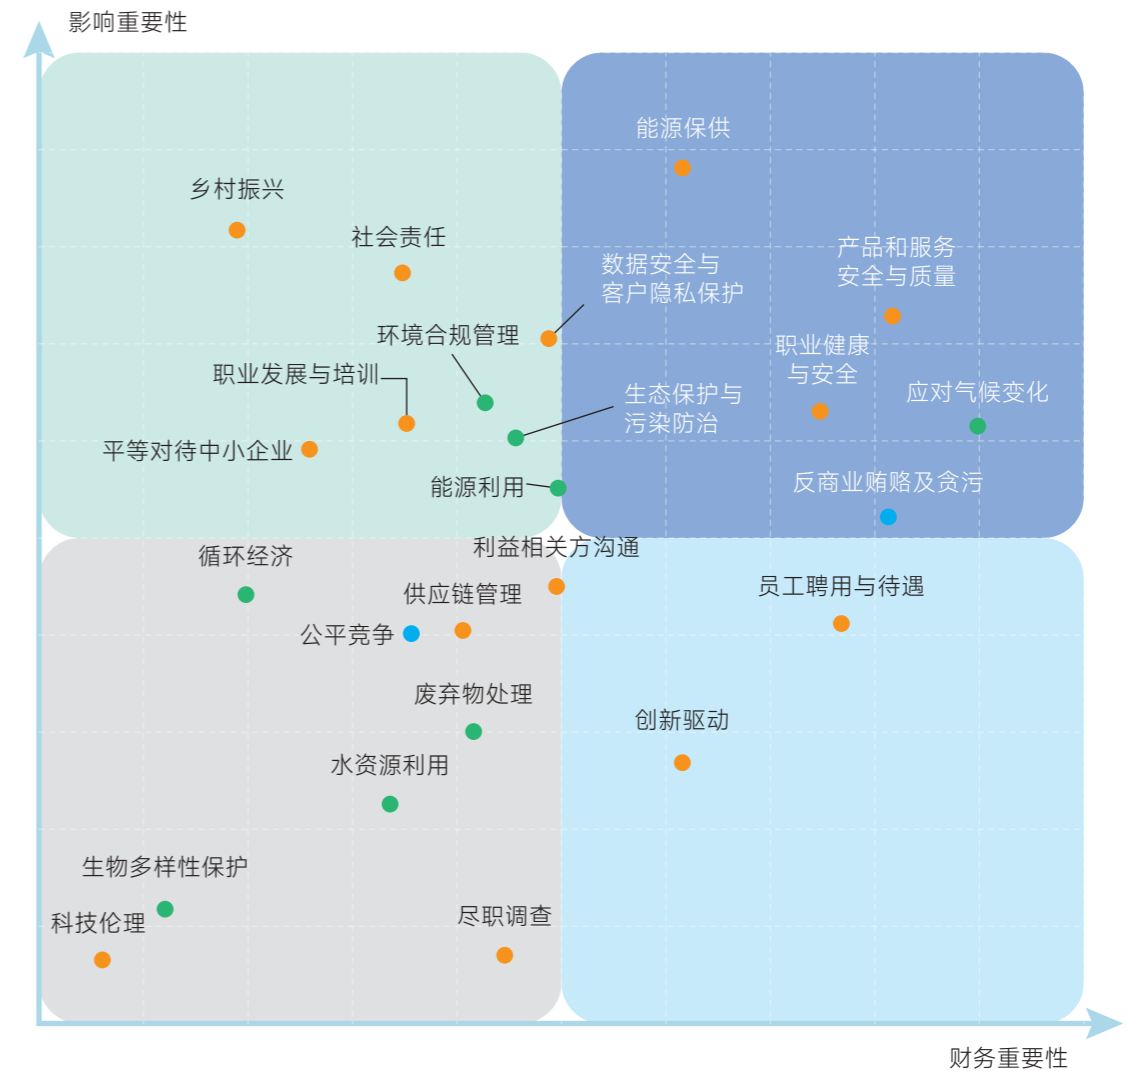 影响重要性
能源保供
乡村振兴
社会责任
产品和服务
安全与质量
数据安全与
客户隐私保护
环境合规管理
职业健康
与安全
职业发展与培训
生态保护与
污染防治
应对气候变化
平等对待中小企业
能源利用
反商业贿赂及贪污
利益相关方沟通
循环经济
供应链管理
员工聘用与待遇
公平竞争
废弃物处理
创新驱动
水资源利用
生物多样性保护
科技伦理
尽职调查
财务重要性